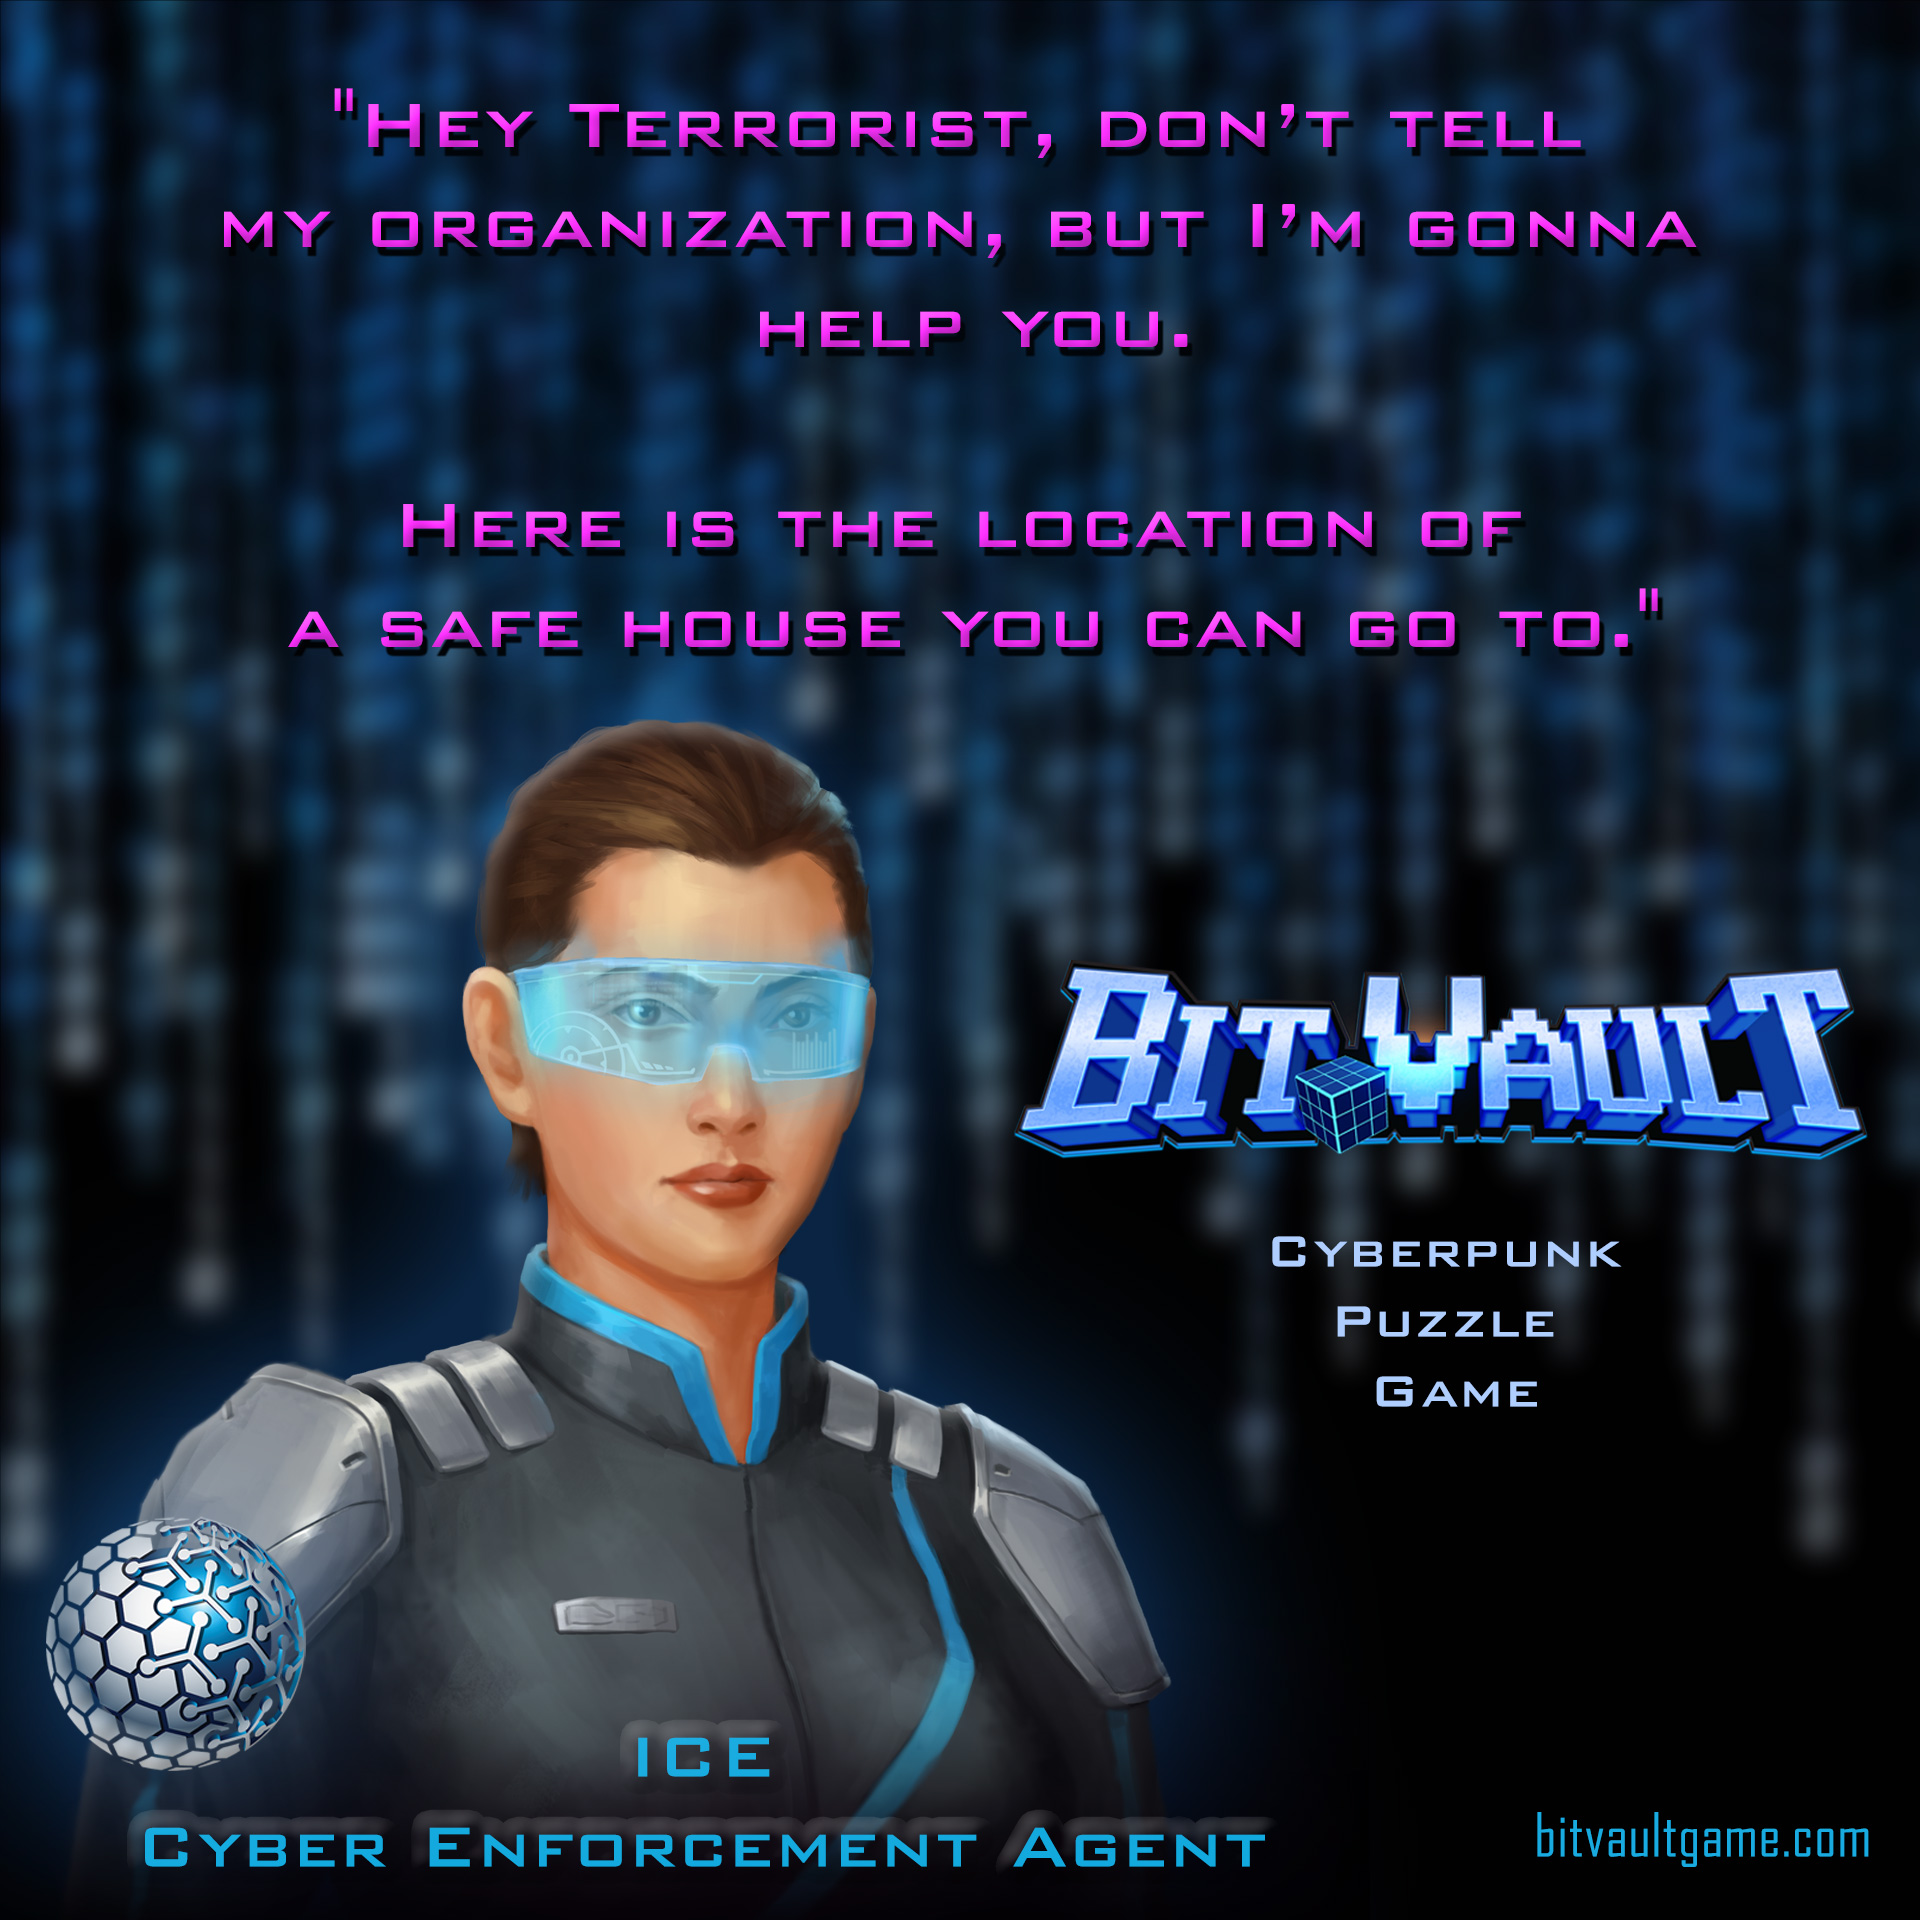 "Hey Terrorist, don't tell
my organization, but I'm gonna
help you.
Here is the location of
a safe house you can go to."
BitVault
Cyberpunk
Puzzle
Game
ICE
Cyber Enforcement Agent
bitvaultgame.com